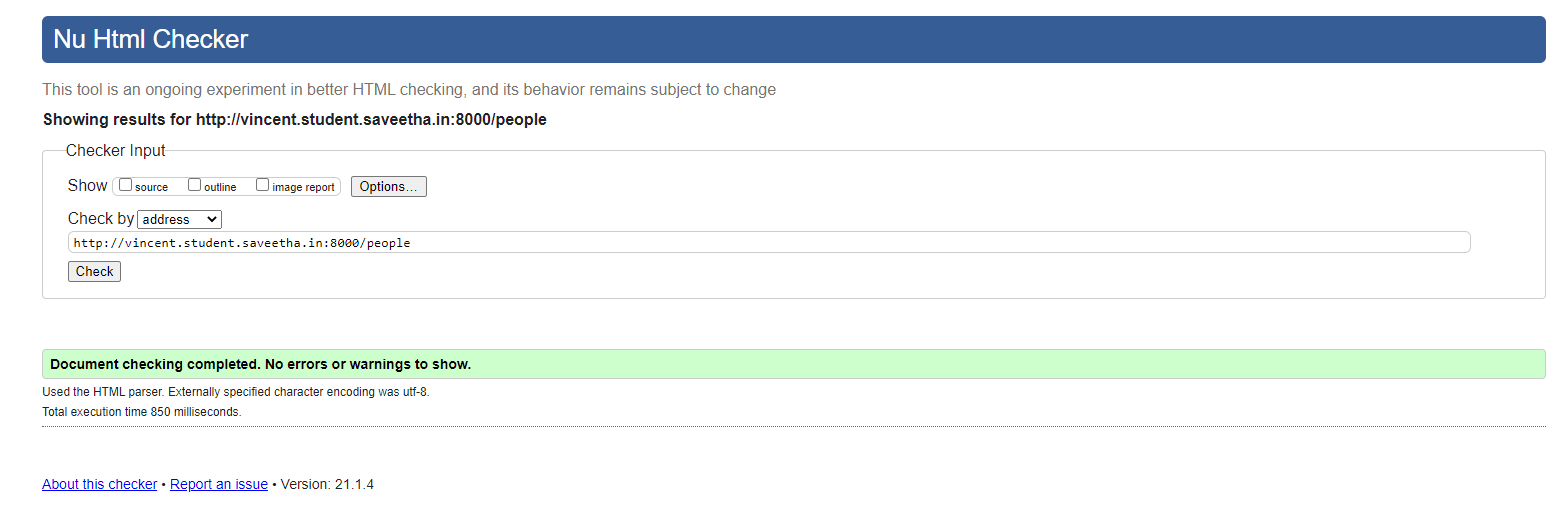 Nu Html Checker
This tool is an ongoing experiment in better HTML checking, and its behavior remains subject to change
Showing results for http://vincent.student.saveetha.in:8000/people
Checker Input
Show source outline image report Options...
Check by address
http://vincent.student.saveetha.in:8000/people
Check
Document checking completed. No errors or warnings to show.
Used the HTML parser. Externally specified character encoding was utf-8.
Total execution time 850 milliseconds.
About this checker • Report an issue • Version: 21.1.4